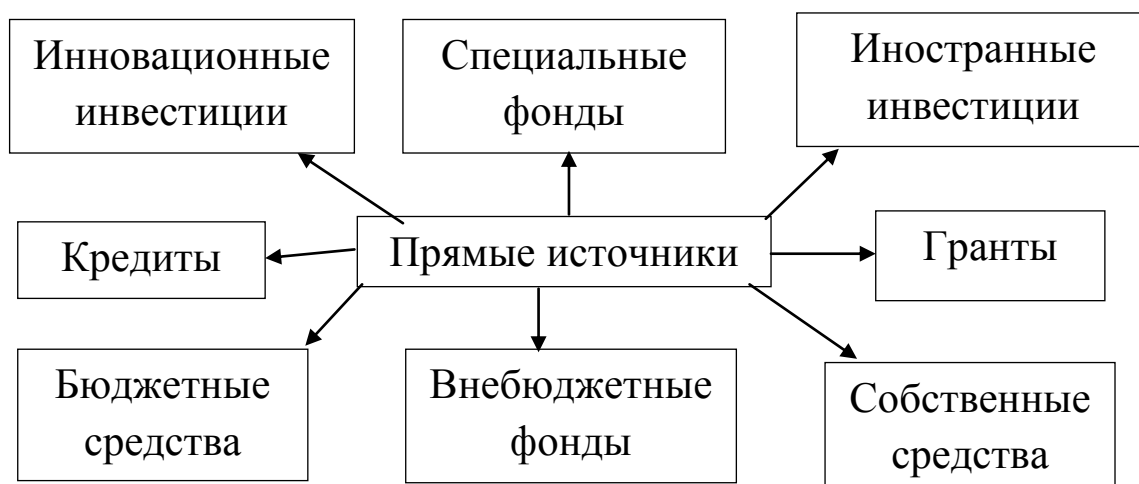 Инновационные
инвестиции
Специальные
фонды
Иностранные
инвестиции
Кредиты
Прямые источники
Гранты
Бюджетные
средства
Внебюджетные
фонды
Собственные
средства